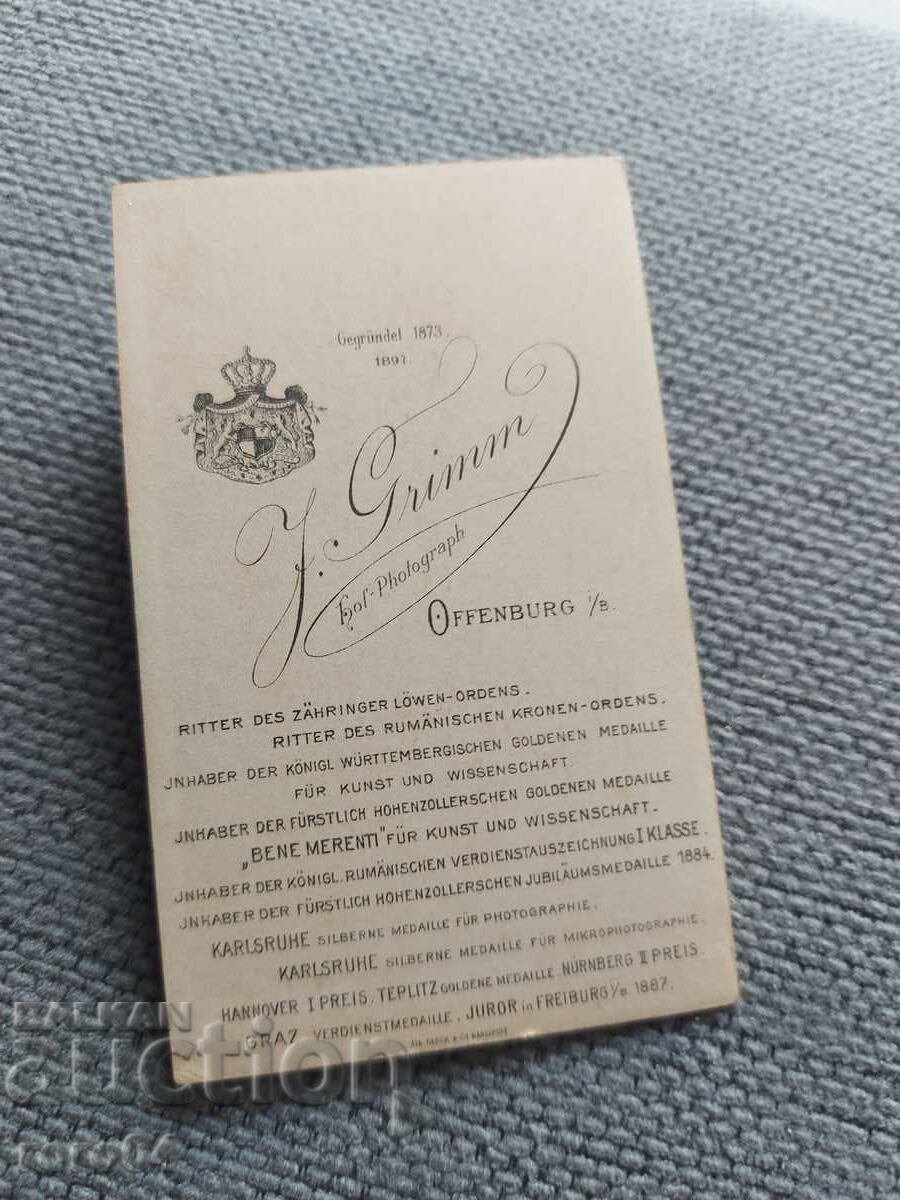 Gegründet 1873.
1897.
J. Grimm
Hof-Photograph
OFFENBURG i/B.
RITTER DES ZÄHRINGER LÖWEN-ORDENS.
RITTER DES RUMÄNISCHEN KRONEN-ORDENS.
JNHABER DER KÖNIGL WÜRTTEMBERGISCHEN GOLDENEN MEDAILLE
FÜR KUNST UND WISSENSCHAFT.
JNHABER DER FÜRSTLICH HOHENZOLLERSCHEN GOLDENEN MEDAILLE
„BENE MERENTI" FÜR KUNST UND WISSENSCHAFT.
JNHABER DER KÖNIGL. RUMÄNISCHEN VERDIENSTAUSZEICHNUNG I KLASSE.
JNHABER DER FÜRSTLICH HOHENZOLLERSCHEN JUBILÄUMSMEDAILLE 1884.
KARLSRUHE SILBERNE MEDAILLE FÜR PHOTOGRAPHIE.
KARLSRUHE SILBERNE MEDAILLE FÜR MIKROPHOTOGRAPHIE.
HANNOVER I PREIS. TEPLITZ GOLDENE MEDAILLE. NÜRNBERG II PREIS.
GRAZ VERDIENSTMEDAILLE. JUROR in FREIBURG i/B. 1887.
BALKAN
auction
roto64